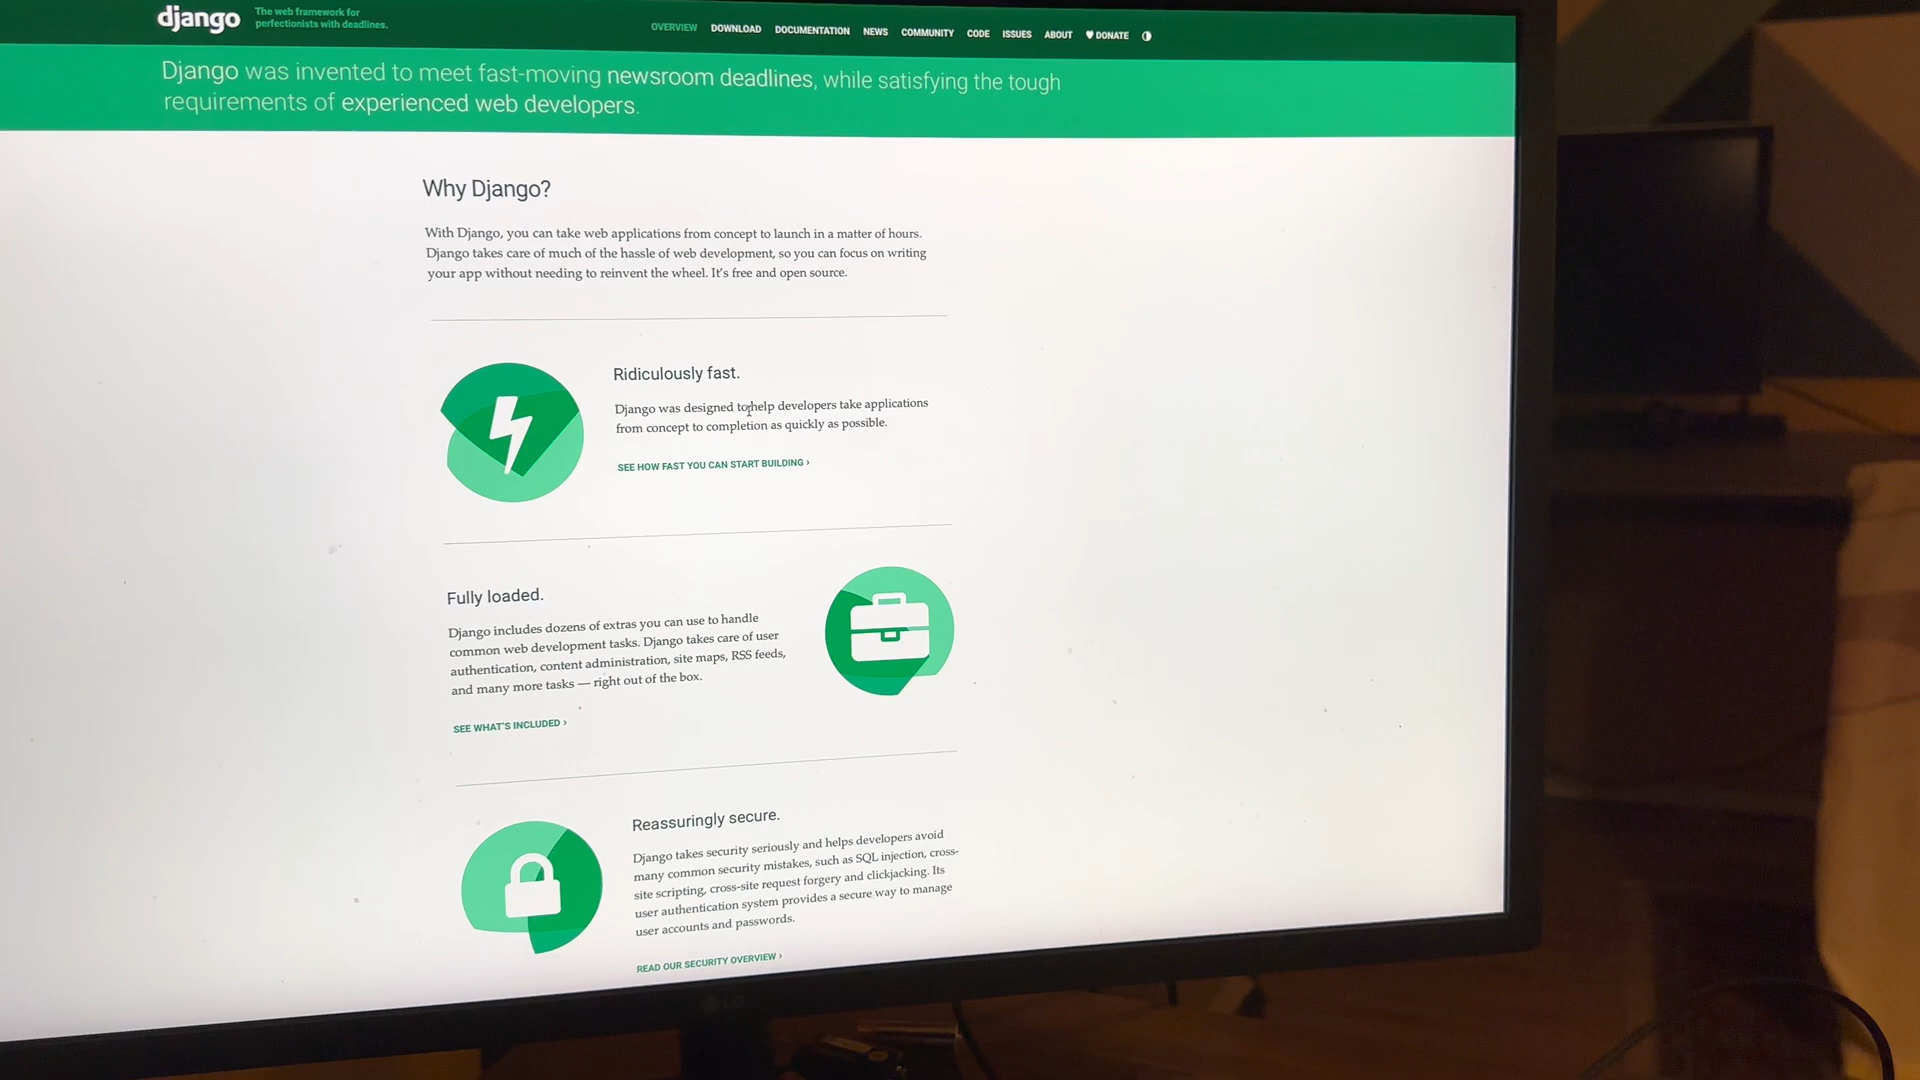 django
The web framework for
perfectionists with deadlines.
OVERVIEW DOWNLOAD DOCUMENTATION NEWS COMMUNITY CODE ISSUES ABOUT DONATE
Django was invented to meet fast-moving newsroom deadlines, while satisfying the tough
requirements of experienced web developers.
Why Django?
With Django, you can take web applications from concept to launch in a matter of hours.
Django takes care of much of the hassle of web development, so you can focus on writing
your app without needing to reinvent the wheel. It's free and open source.
Ridiculously fast.
Django was designed to help developers take applications
from concept to completion as quickly as possible.
SEE HOW FAST YOU CAN START BUILDING ›
Fully loaded.
Django includes dozens of extras you can use to handle
common web development tasks. Django takes care of user
authentication, content administration, site maps, RSS feeds,
and many more tasks — right out of the box.
SEE WHAT'S INCLUDED ›
Reassuringly secure.
Django takes security seriously and helps developers avoid
many common security mistakes, such as SQL injection, cross-
site scripting, cross-site request forgery and clickjacking. Its
user authentication system provides a secure way to manage
user accounts and passwords.
READ OUR SECURITY OVERVIEW ›
LG